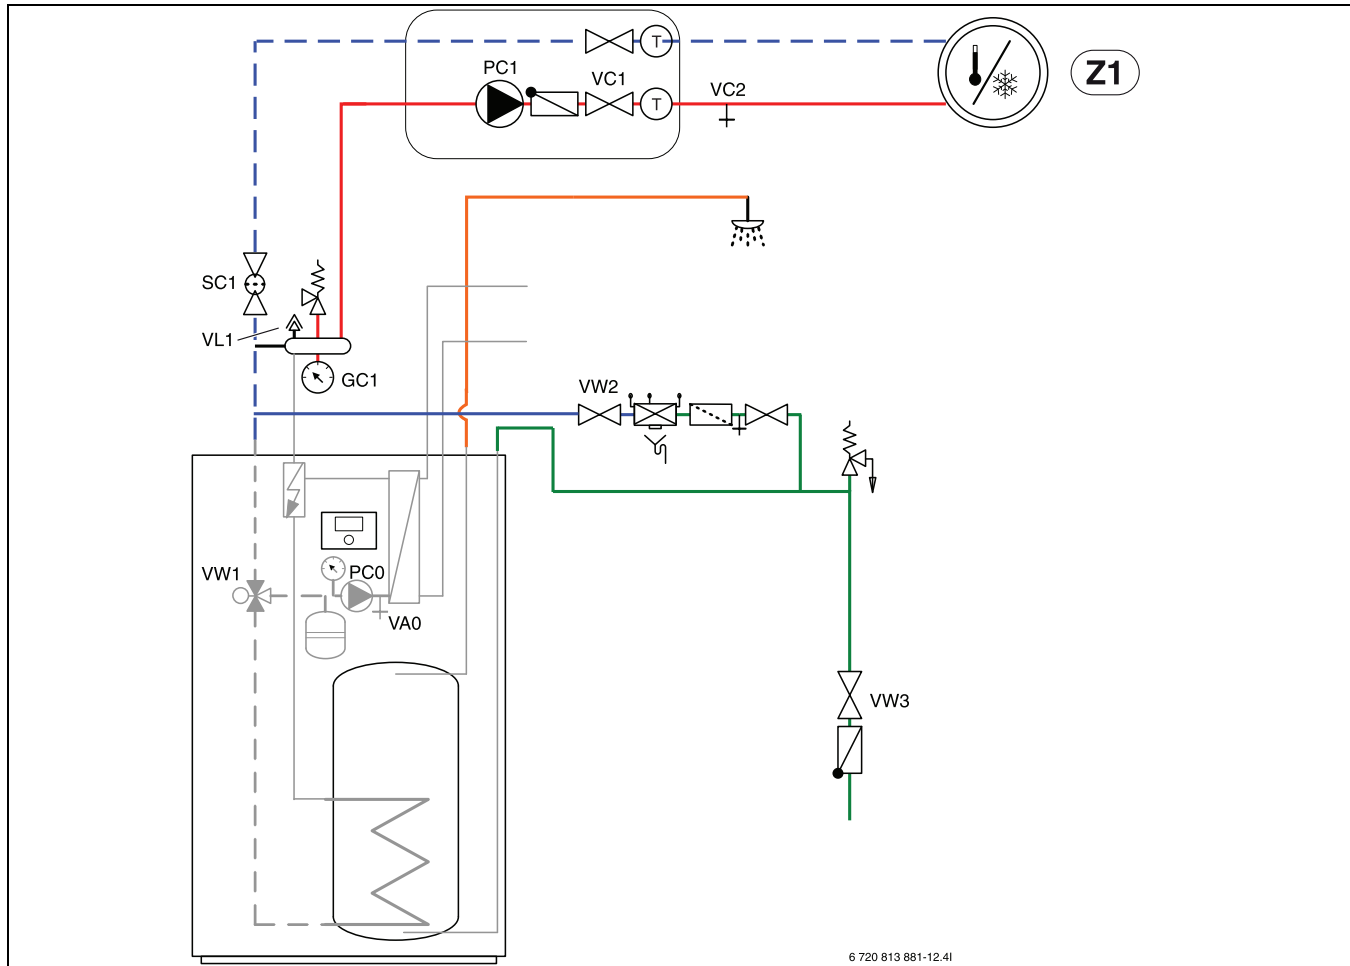 T
PC1
VC1
T
VC2
Z1
SC1
VL1
GC1
VW2
VW1
PC0
VA0
VW3
6 720 813 881-12.4I